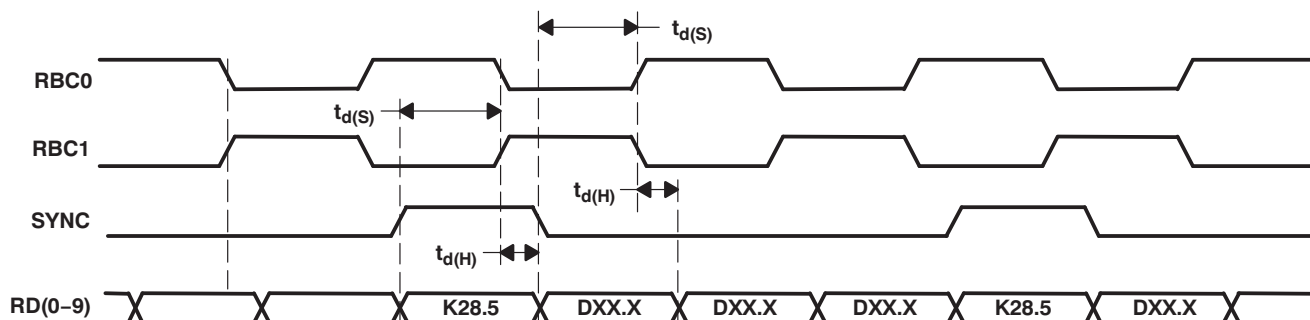 t_d(S)
RBC0
t_d(S)
RBC1
t_d(H)
SYNC
t_d(H)
RD(0–9) K28.5 DXX.X DXX.X DXX.X K28.5 DXX.X